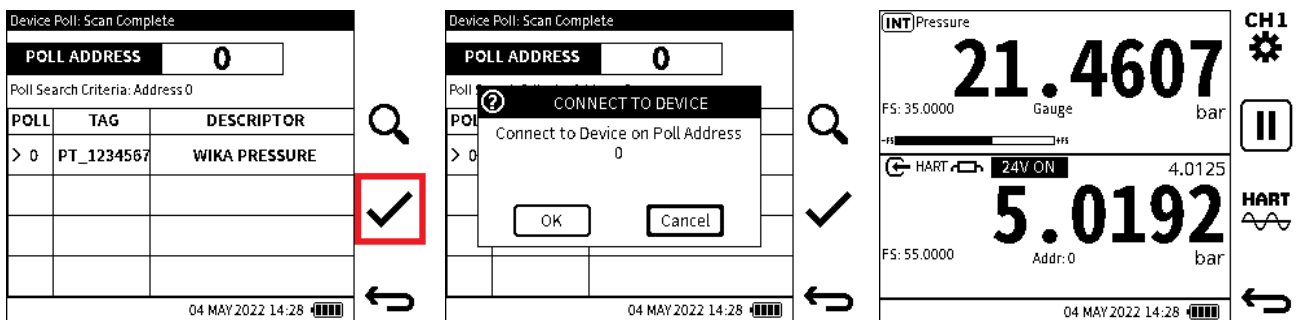 Device Poll: Scan Complete
POLL ADDRESS 0
Poll Search Criteria: Address 0
POLL TAG DESCRIPTOR
> 0 PT_1234567 WIKA PRESSURE
04 MAY 2022 14:28
Device Poll: Scan Complete
POLL ADDRESS 0
Poll
CONNECT TO DEVICE
Connect to Device on Poll Address
0
> 0
OK Cancel
04 MAY 2022 14:28
INT Pressure
21.4607
FS: 35.0000 Gauge bar
-FS +FS
HART 24V ON 4.0125
5.0192
FS: 55.0000 Addr: 0 bar
04 MAY 2022 14:28
CH1
HART